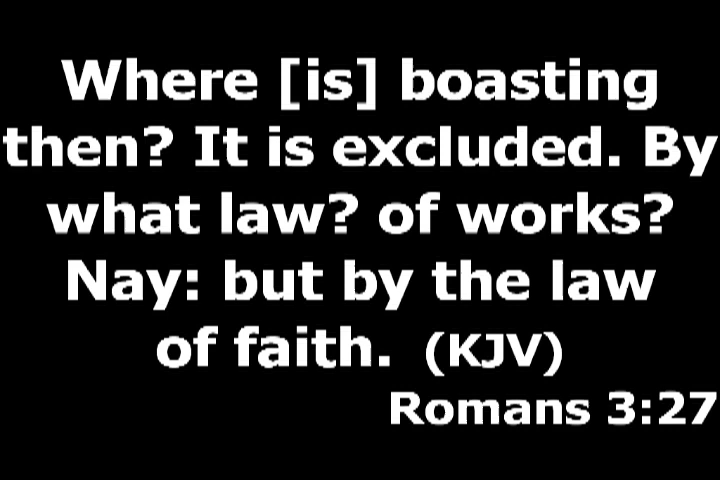 Where [is] boasting
then? It is excluded. By
what law? of works?
Nay: but by the law
of faith. (KJV)
Romans 3:27